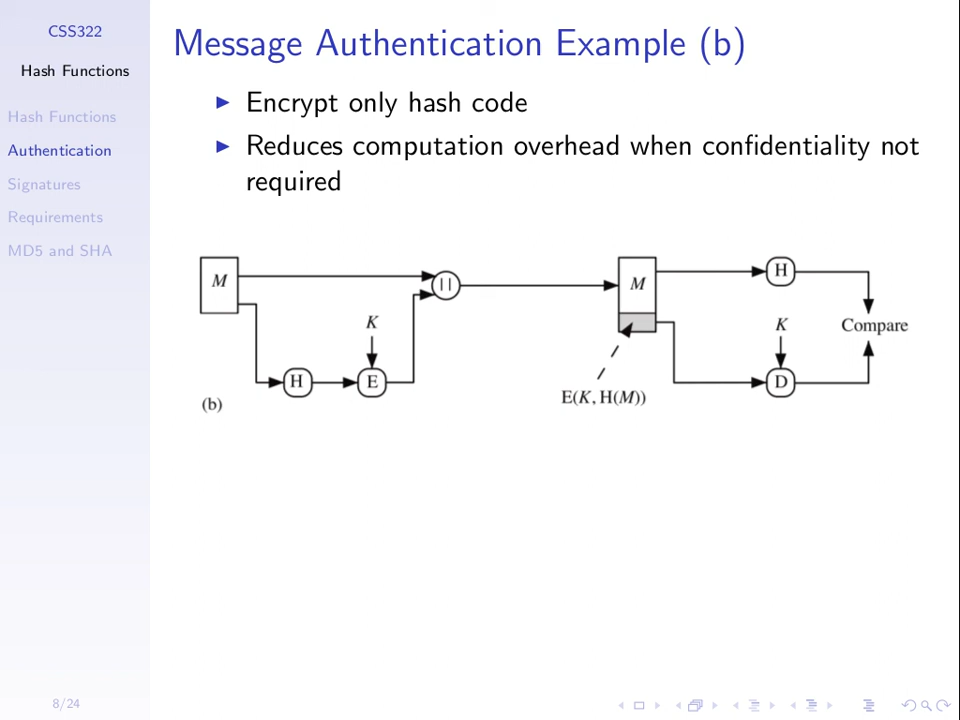 CSS322
Hash Functions
Hash Functions
Authentication
Signatures
Requirements
MD5 and SHA
8/24
Message Authentication Example (b)
Encrypt only hash code
Reduces computation overhead when confidentiality not
required
M
||
K
H
E
(b)
M
E(K, H(M))
H
K
Compare
D